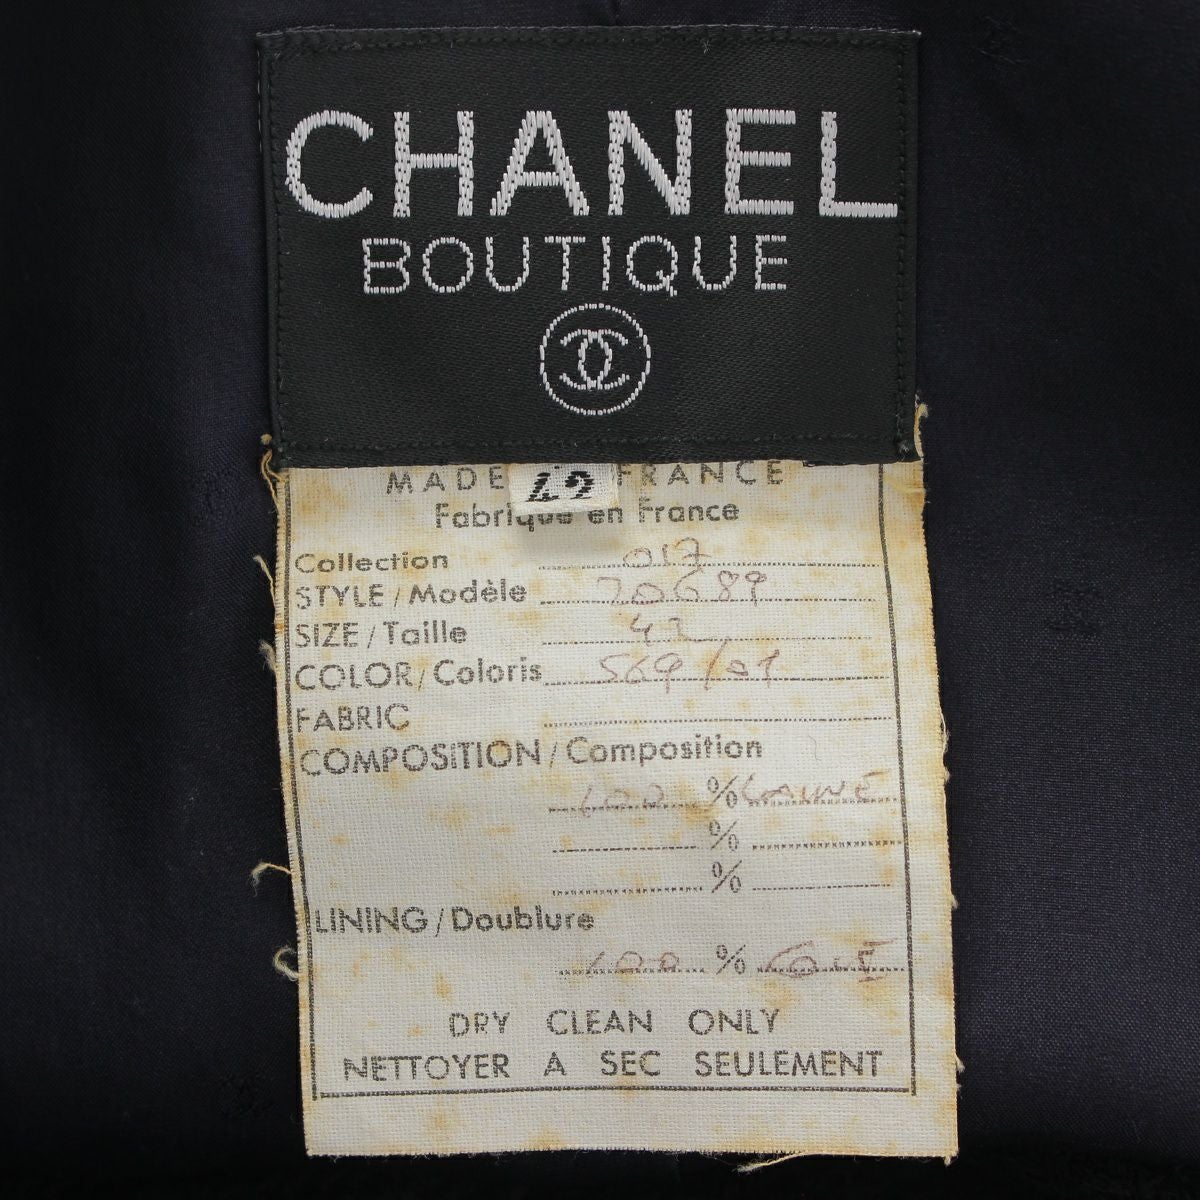 CHANEL
BOUTIQUE
MADE 42 FRANCE
Fabrique en France
Collection 017
STYLE/Modèle 20689
SIZE/Taille 42
COLOR/Coloris 569/01
FABRIC
COMPOSITION/Composition
100 % LAINE
%
%
LINING/Doublure
100 % SOIE
DRY CLEAN ONLY
NETTOYER A SEC SEULEMENT